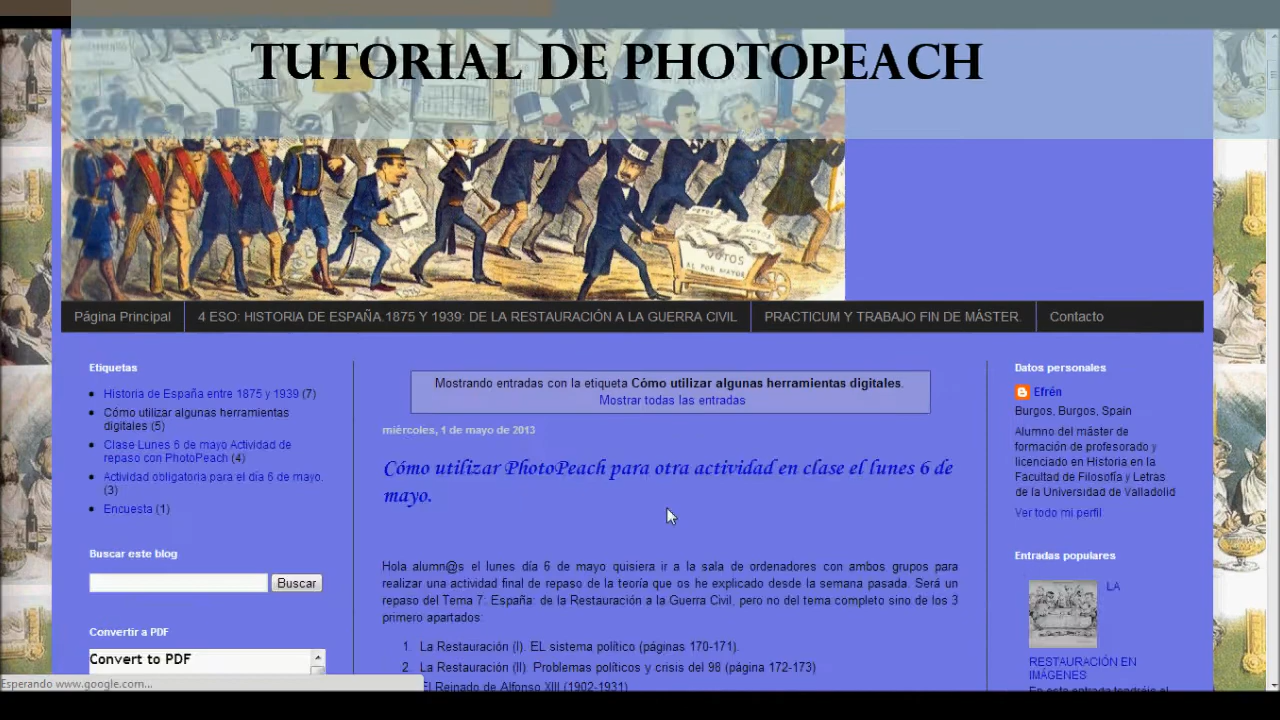 TUTORIAL DE PHOTOPEACH
VOTOS
AL POR MAYOR
Página Principal
4 ESO: HISTORIA DE ESPAÑA.1875 Y 1939: DE LA RESTAURACIÓN A LA GUERRA CIVIL
PRACTICUM Y TRABAJO FIN DE MÁSTER.
Contacto
Etiquetas
Historia de España entre 1875 y 1939 (7)
Cómo utilizar algunas herramientas
digitales (5)
Clase Lunes 6 de mayo Actividad de
repaso con PhotoPeach (4)
Actividad obligatoria para el día 6 de mayo.
(3)
Encuesta (1)
Buscar este blog
Buscar
Convertir a PDF
Convert to PDF
Esperando www.google.com...
Mostrando entradas con la etiqueta Cómo utilizar algunas herramientas digitales.
Mostrar todas las entradas
miércoles, 1 de mayo de 2013
Cómo utilizar PhotoPeach para otra actividad en clase el lunes 6 de
mayo.
Hola alumn@s el lunes día 6 de mayo quisiera ir a la sala de ordenadores con ambos grupos para
realizar una actividad final de repaso de la teoría que os he explicado desde la semana pasada. Será un
repaso del Tema 7: España: de la Restauración a la Guerra Civil, pero no del tema completo sino de los 3
primero apartados:
1. La Restauración (I). EL sistema político (páginas 170-171).
2. La Restauración (II). Problemas políticos y crisis del 98 (página 172-173)
El Reinado de Alfonso XIII (1902-1931)
Datos personales
Efrén
Burgos, Burgos, Spain
Alumno del máster de
formación de profesorado y
licenciado en Historia en la
Facultad de Filosofía y Letras
de la Universidad de Valladolid
Ver todo mi perfil
Entradas populares
LA
RESTAURACIÓN EN
IMÁGENES
En esta entrada tendréis al